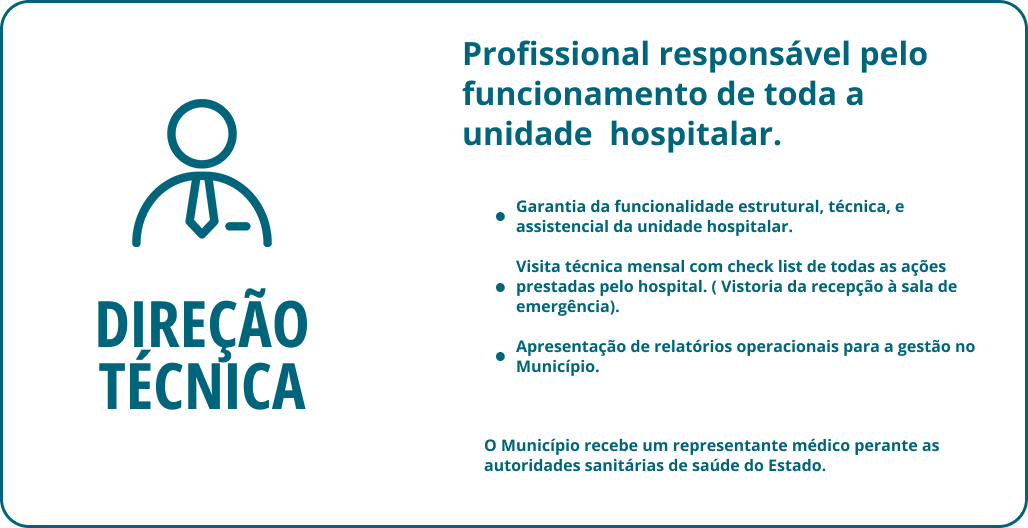 DIREÇÃO
TÉCNICA
Profissional responsável pelo
funcionamento de toda a
unidade  hospitalar.
Garantia da funcionalidade estrutural, técnica, e
assistencial da unidade hospitalar.
Visita técnica mensal com check list de todas as ações
prestadas pelo hospital. ( Vistoria da recepção à sala de
emergência).
Apresentação de relatórios operacionais para a gestão no
Município.
O Município recebe um representante médico perante as
autoridades sanitárias de saúde do Estado.